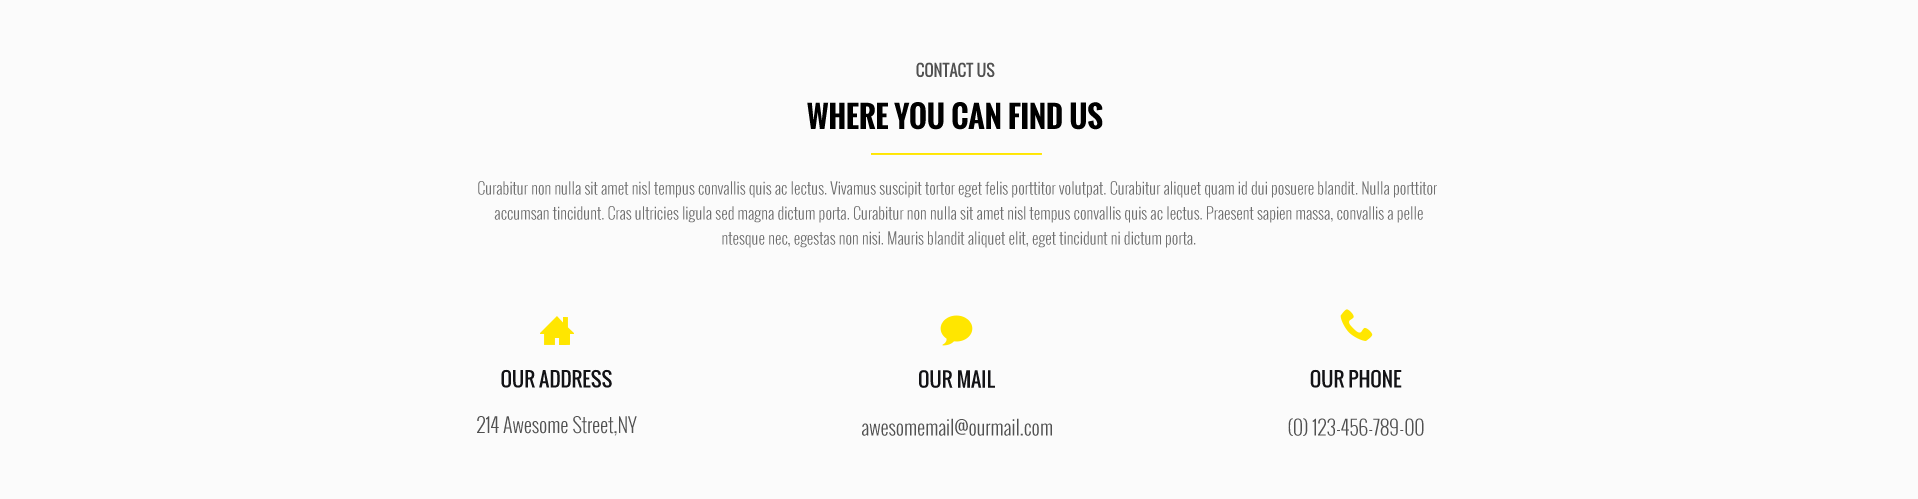 CONTACT US
WHERE YOU CAN FIND US
Curabitur non nulla sit amet nisl tempus convallis quis ac lectus. Vivamus suscipit tortor eget felis porttitor volutpat. Curabitur aliquet quam id dui posuere blandit. Nulla porttitor
accumsan tincidunt. Cras ultricies ligula sed magna dictum porta. Curabitur non nulla sit amet nisl tempus convallis quis ac lectus. Praesent sapien massa, convallis a pelle
ntesque nec, egestas non nisi. Mauris blandit aliquet elit, eget tincidunt ni dictum porta.
OUR ADDRESS
214 Awesome Street,NY
OUR MAIL
awesomemail@ourmail.com
OUR PHONE
(0) 123-456-789-00